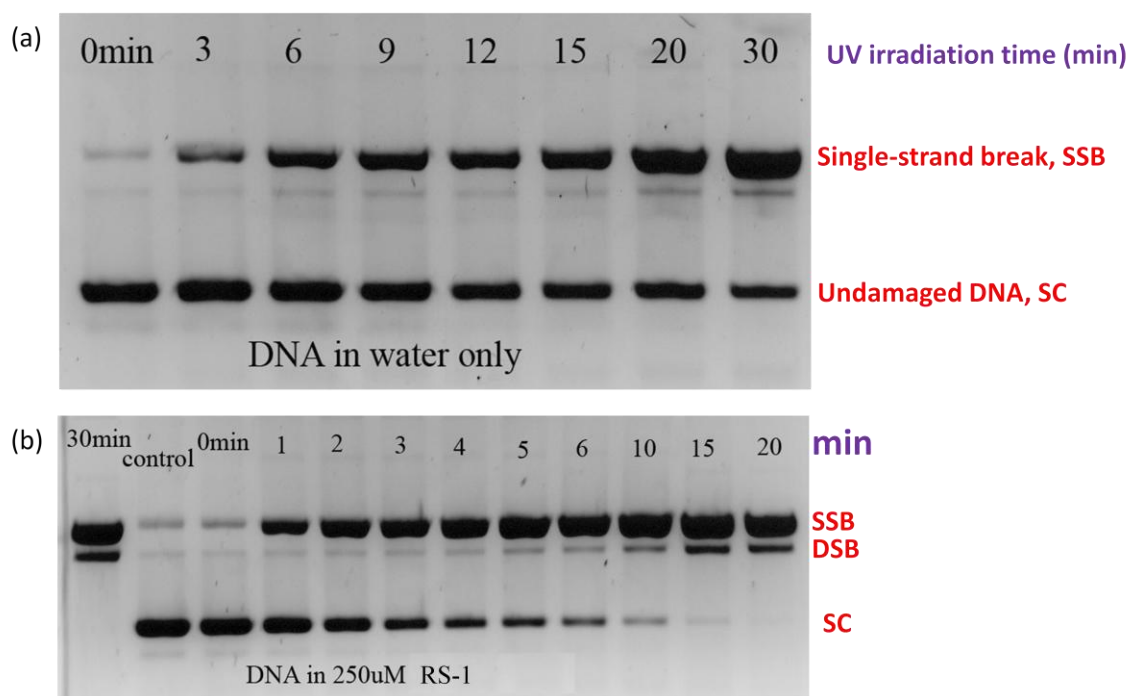 (a)
0min 3 6 9 12 15 20 30 UV irradiation time (min)
Single-strand break, SSB
Undamaged DNA, SC
DNA in water only
(b)
30min control 0min 1 2 3 4 5 6 10 15 20 min
SSB
DSB
SC
DNA in 250uM RS-1